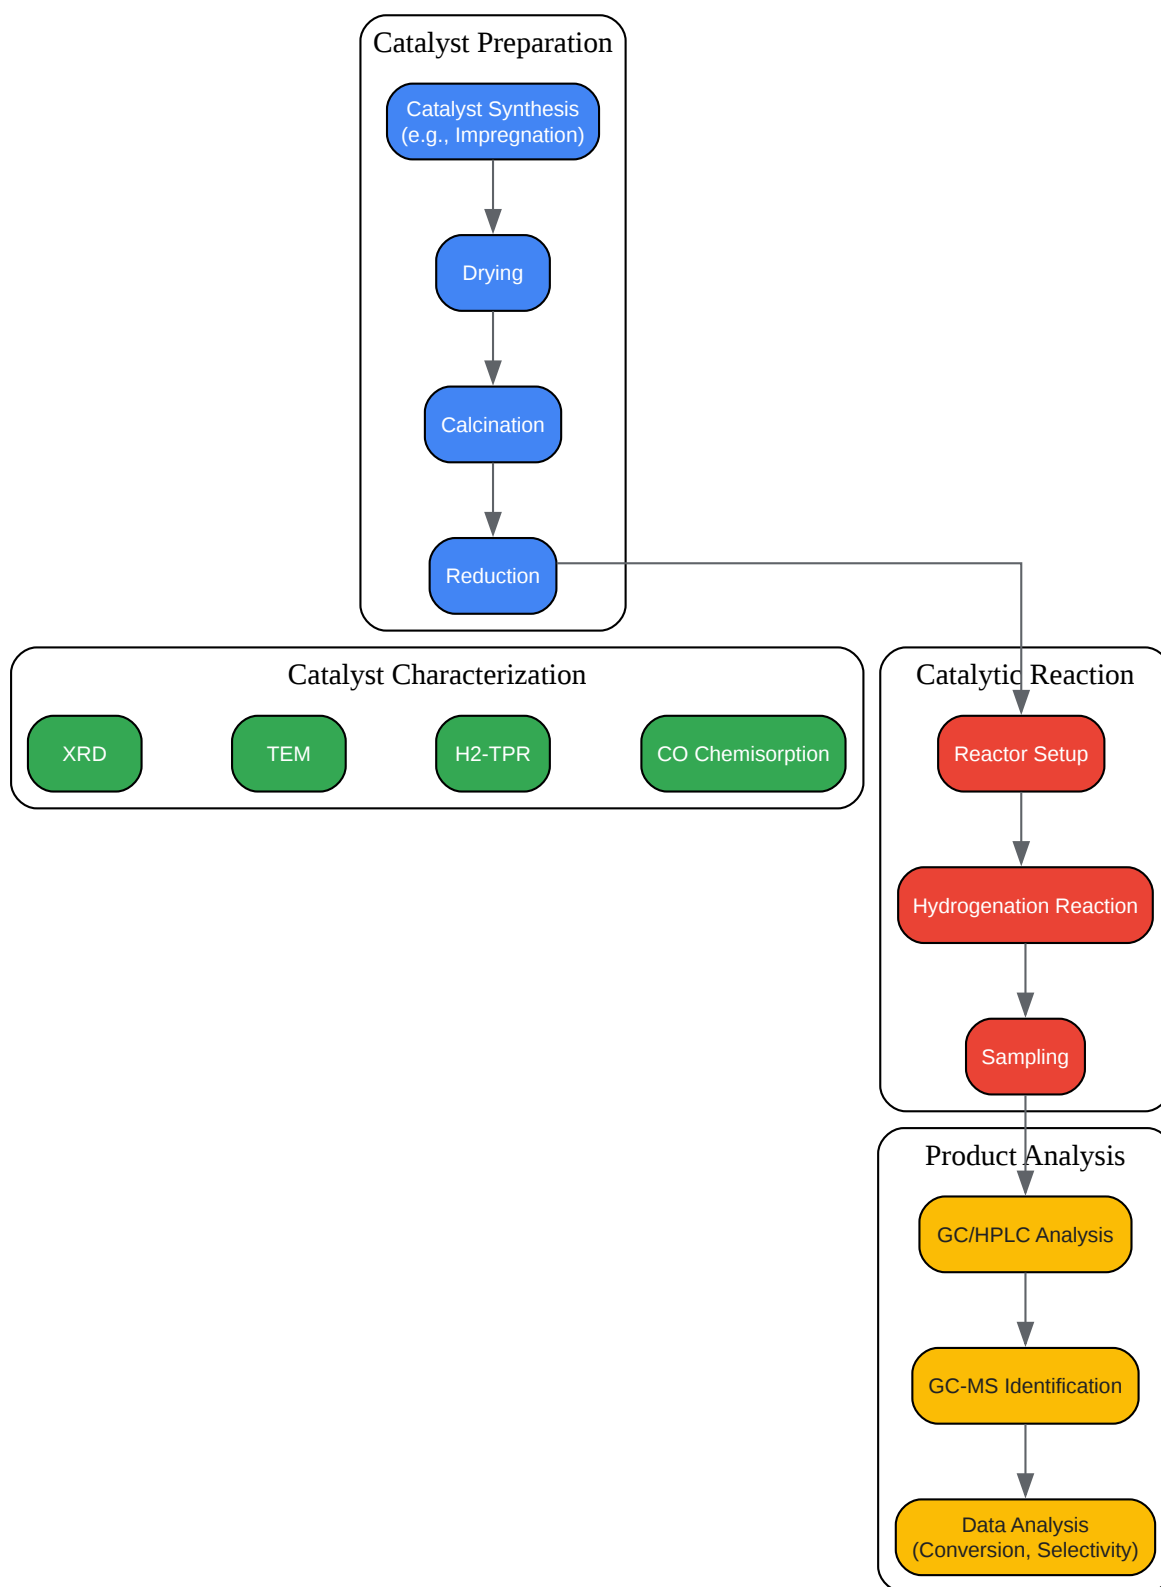 Catalyst Preparation
Catalyst Synthesis
(e.g., Impregnation)
Drying
Calcination
Reduction
Catalyst Characterization
XRD
TEM
H2-TPR
CO Chemisorption
Catalytic Reaction
Reactor Setup
Hydrogenation Reaction
Sampling
Product Analysis
GC/HPLC Analysis
GC-MS Identification
Data Analysis
(Conversion, Selectivity)